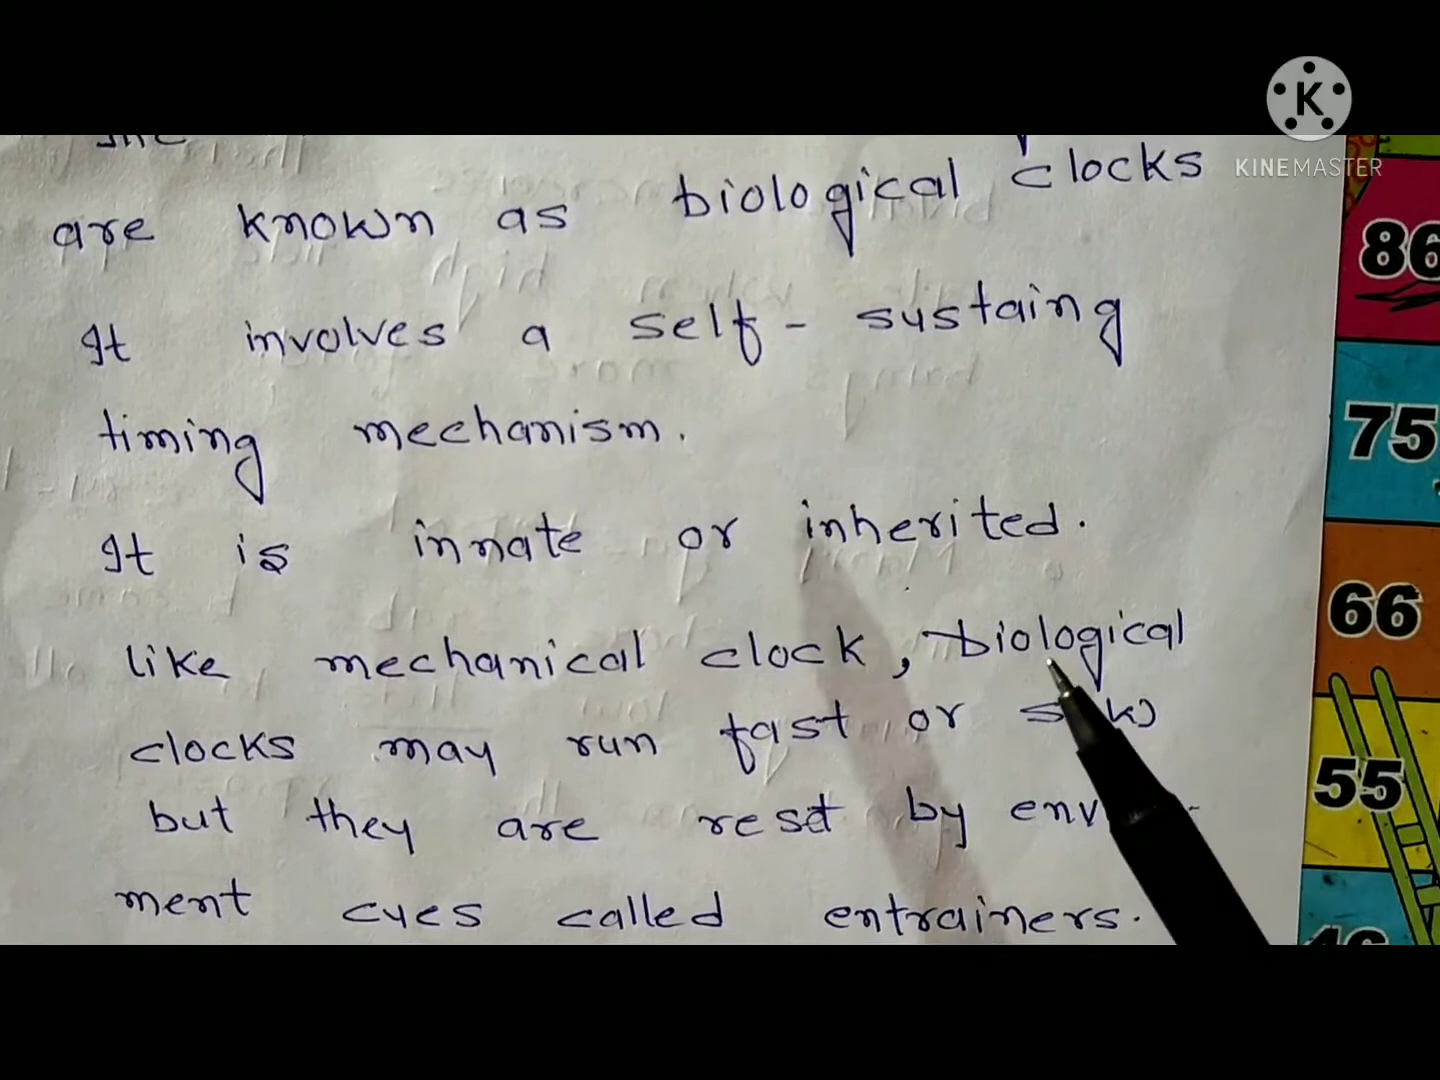 K
KINEMASTER
are known as biological clocks
It involves a self - sustaing
timing mechanism.
It is innate or inherited.
like mechanical clock, biological
clocks may run fast or
but they are reset by
ment cues called entrainers.
86
75
66
55